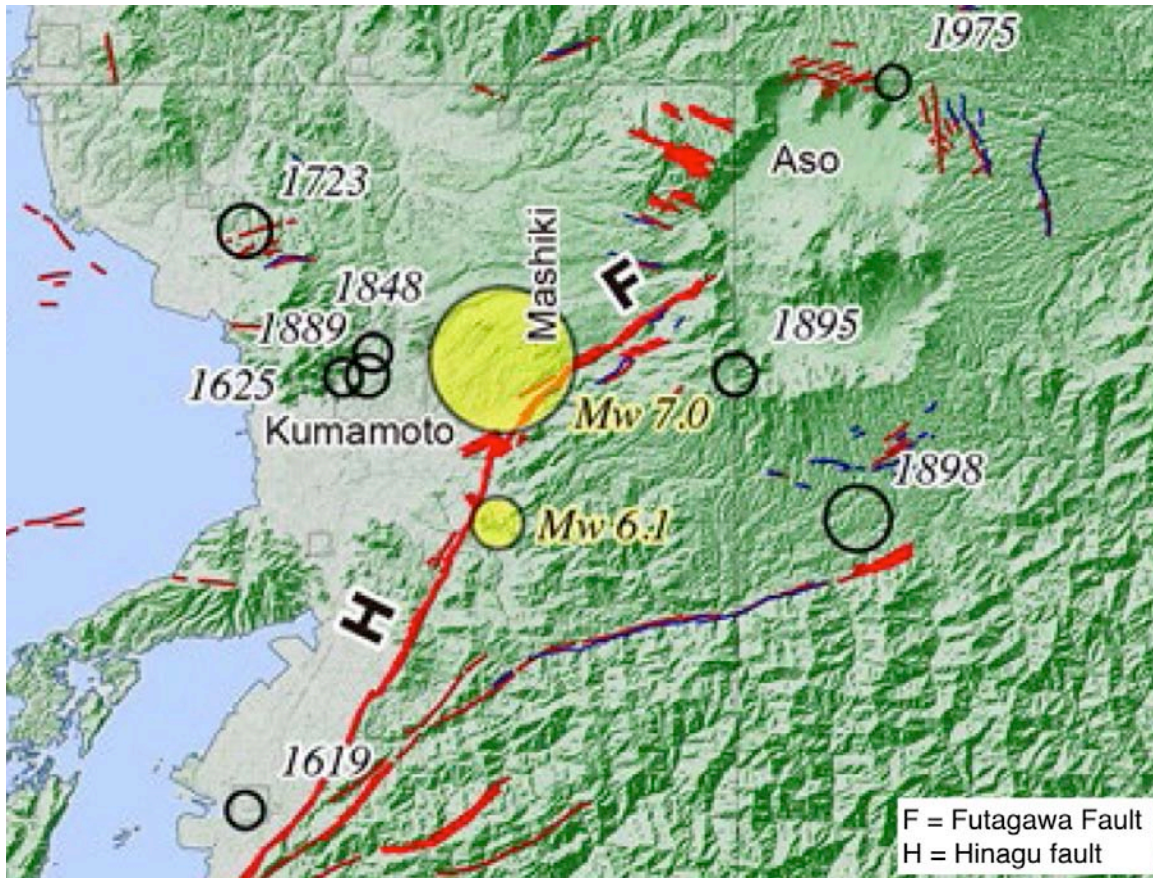 1975
Aso
1723
Mashiki
F
1848
1889
1895
1625
Mw 7.0
Kumamoto
1898
Mw 6.1
H
1619
F = Futagawa Fault
H = Hinagu fault